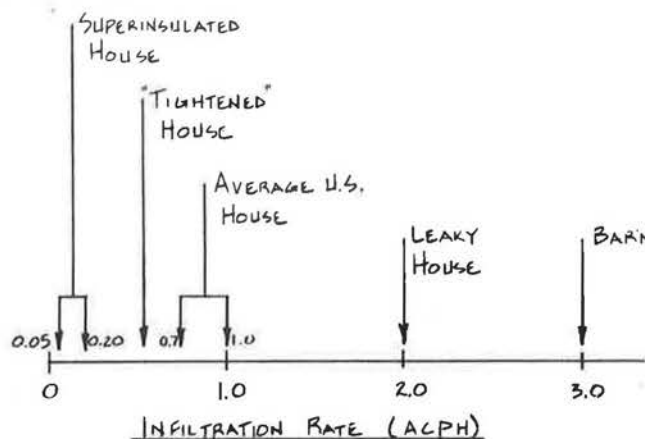 SUPERINSULATED
HOUSE
"TIGHTENED"
HOUSE
AVERAGE U.S.
HOUSE
LEAKY
HOUSE
BARN
0.05
0.20
0.7
1.0
0
1.0
2.0
3.0
INFILTRATION RATE (ACPH)